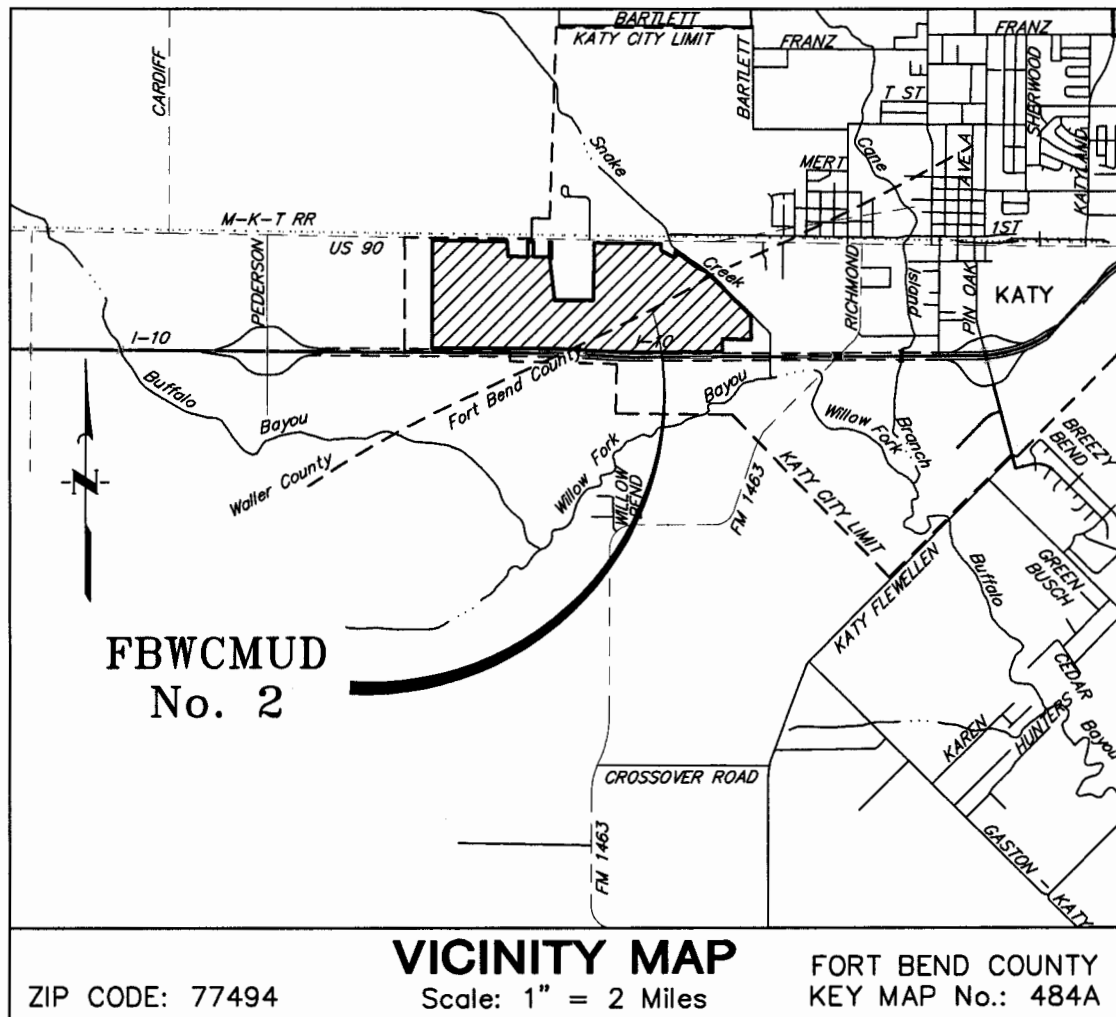 BARTLETT
KATY CITY LIMIT
FRANZ
FRANZ
CARDIFF
BARTLETT
SHERWOOD
T ST
Snake
Cane
MERT
AVE A
KATYLAND
M-K-T RR
US 90
1ST
PEDERSON
Creek
RICHMOND
Island
PIN OAK
KATY
I-10
I-10
Buffalo
Bayou
Fort Bend County
Waller County
Bayou
Willow Fork
Willow Fork
Branch
WILLOW
BEND
KATY CITY LIMIT
FM 1463
BREEZY
BEND
-N-
KATY FLEWELLEN
Buffalo
GREEN
BUSCH
CEDAR
Bayou
FBWCMUD
No. 2
KAREN
HUNTERS
CROSSOVER ROAD
FM 1463
GASTON - KATY
VICINITY MAP
Scale: 1" = 2 Miles
ZIP CODE: 77494
FORT BEND COUNTY
KEY MAP No.: 484A